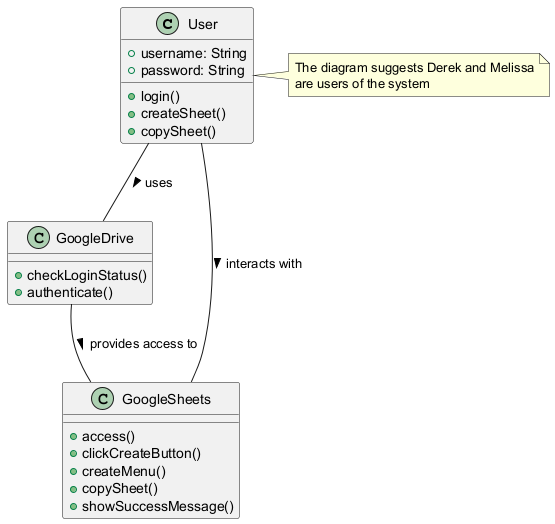 C User
username: String
password: String
login()
createSheet()
copySheet()
The diagram suggests Derek and Melissa
are users of the system
uses
C GoogleDrive
checkLoginStatus()
authenticate()
interacts with
provides access to
C GoogleSheets
access()
clickCreateButton()
createMenu()
copySheet()
showSuccessMessage()